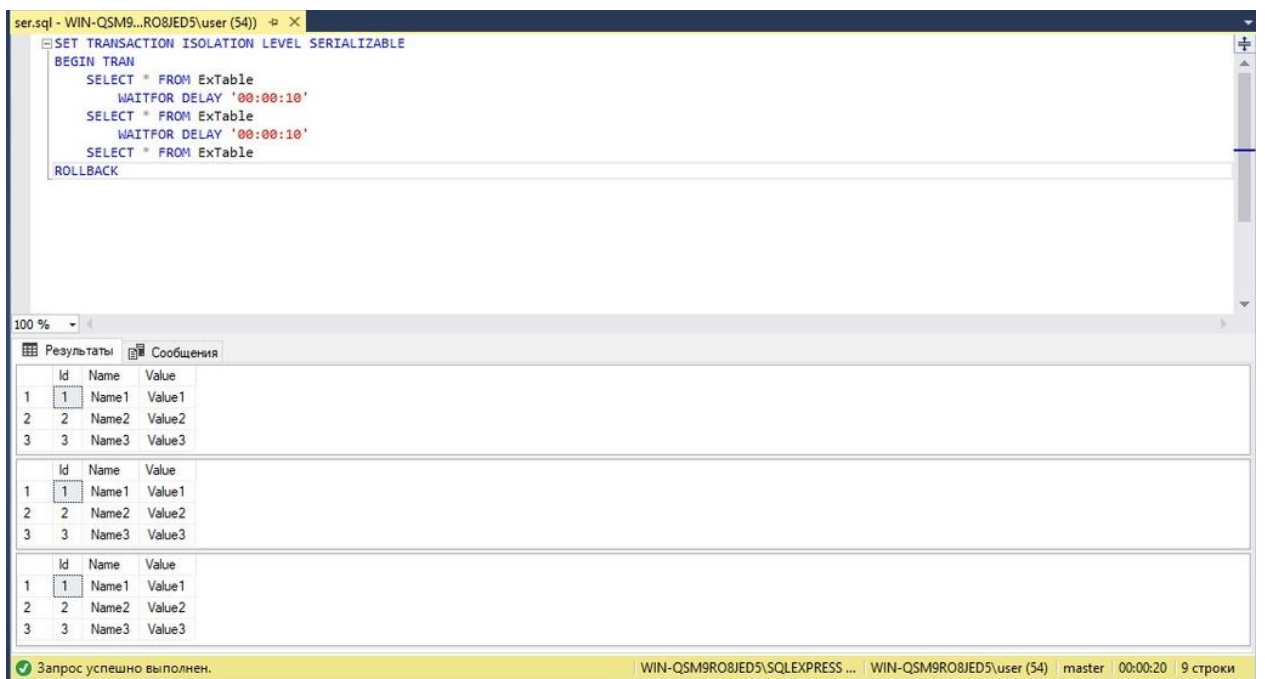 ser.sql - WIN-QSM9...RO8JED5\user (54))
SET TRANSACTION ISOLATION LEVEL SERIALIZABLE
BEGIN TRAN
SELECT * FROM ExTable
WAITFOR DELAY '00:00:10'
SELECT * FROM ExTable
WAITFOR DELAY '00:00:10'
SELECT * FROM ExTable
ROLLBACK
100 %
Результаты Сообщения
Id Name Value
1 1 Name1 Value1
2 2 Name2 Value2
3 3 Name3 Value3
Id Name Value
1 1 Name1 Value1
2 2 Name2 Value2
3 3 Name3 Value3
Id Name Value
1 1 Name1 Value1
2 2 Name2 Value2
3 3 Name3 Value3
Запрос успешно выполнен. WIN-QSM9RO8JED5\SQLEXPRESS ... WIN-QSM9RO8JED5\user (54) master 00:00:20 9 строки